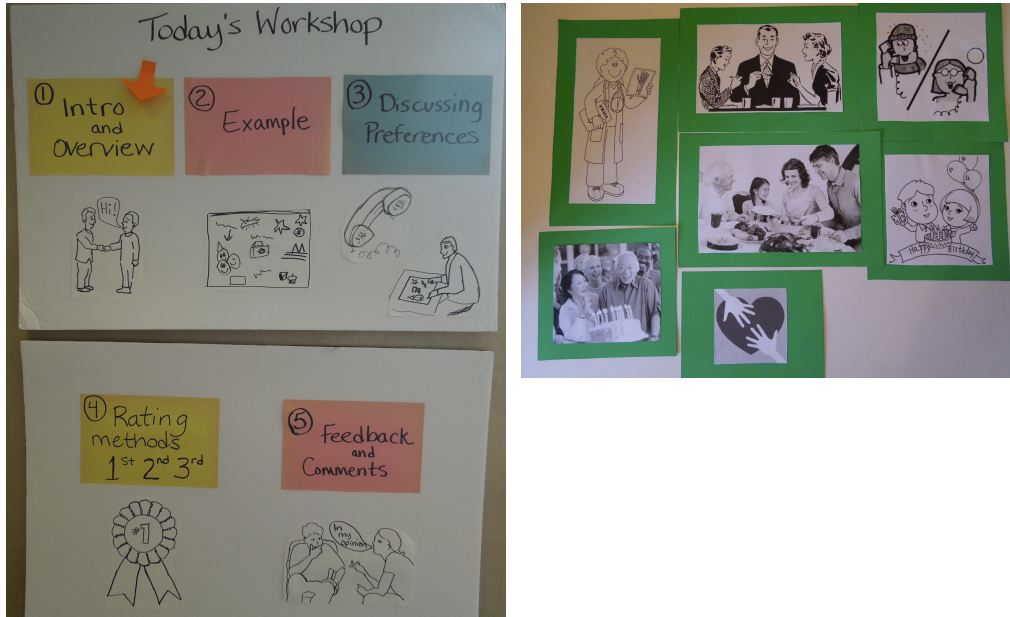 Today's Workshop
1 Intro
and
Overview
2
Example
3 Discussing
Preferences
Hi!
4 Rating
methods
1st 2nd 3rd
5 Feedback
and
Comments
#1
In
my
opinion
Happy Birthday